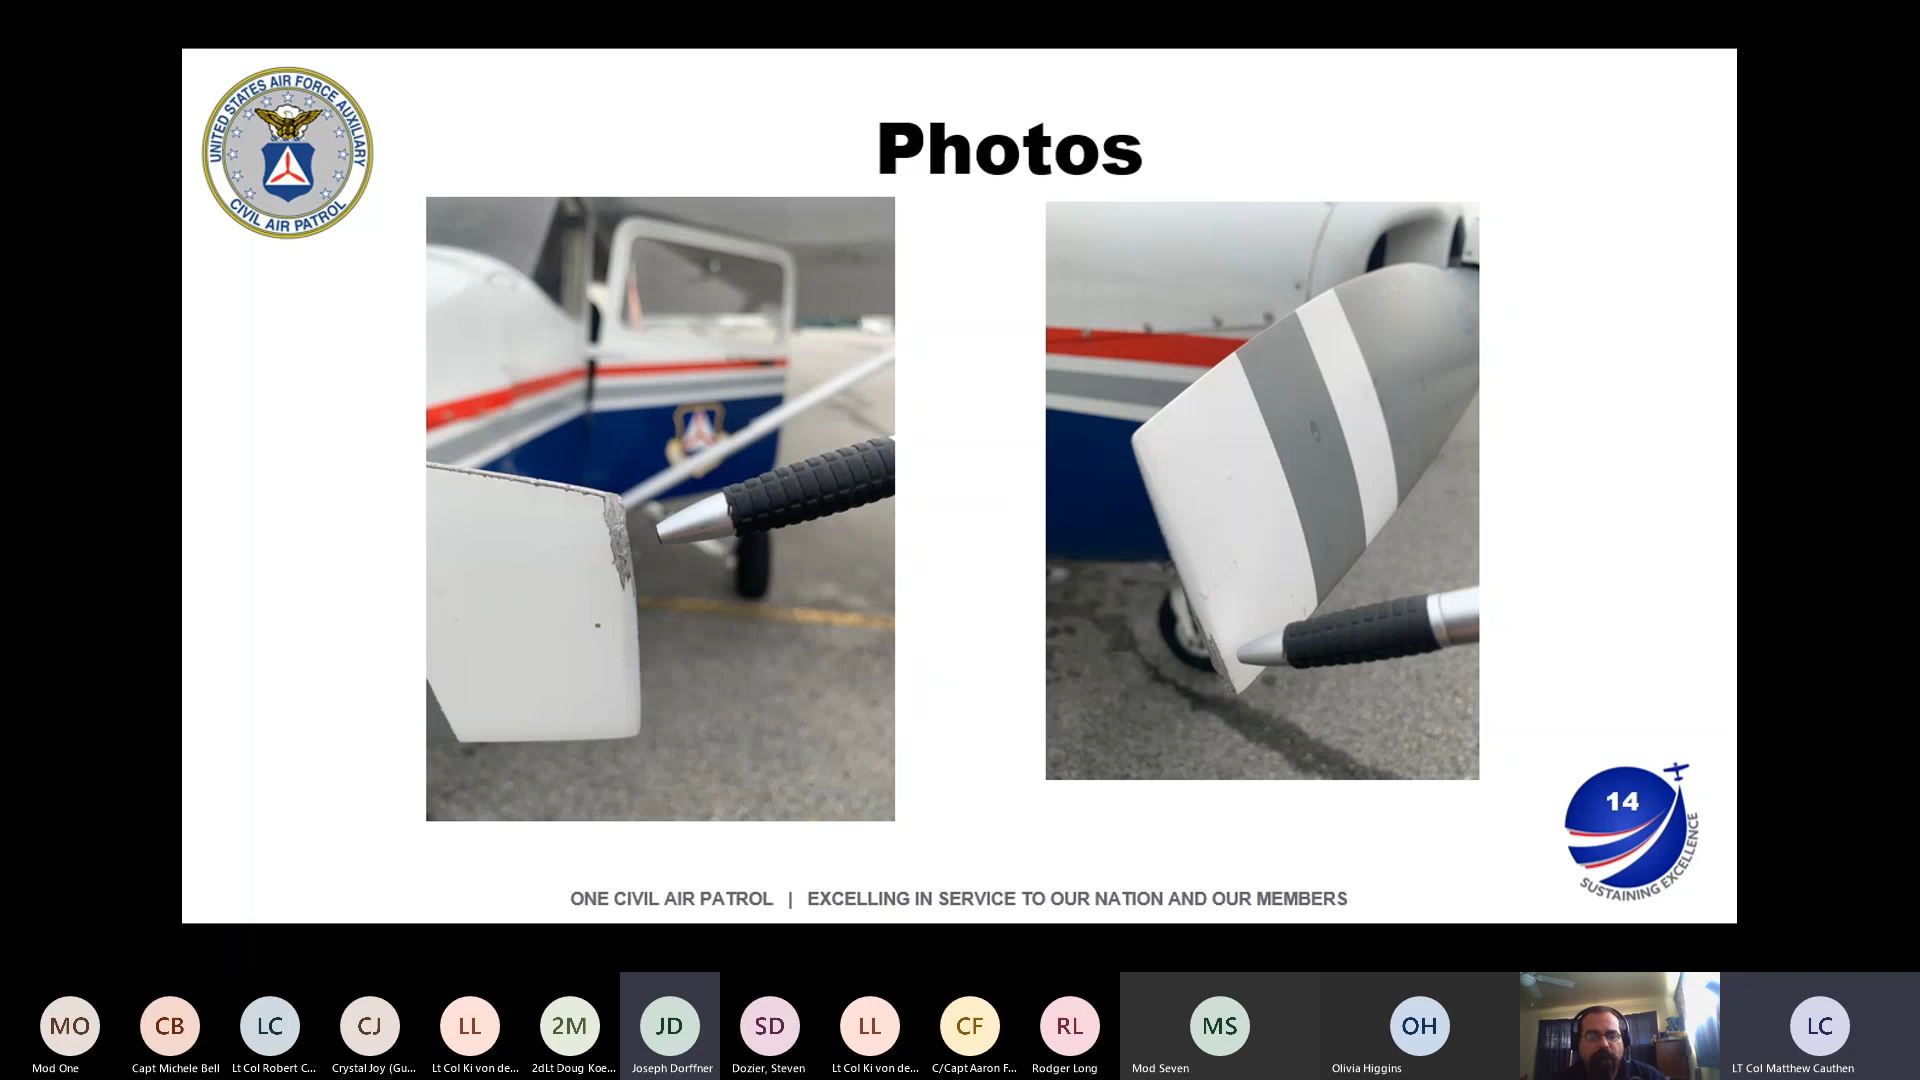 UNITED STATES AIR FORCE AUXILIARY
CIVIL AIR PATROL
Photos
14
SUSTAINING EXCELLENCE
ONE CIVIL AIR PATROL | EXCELLING IN SERVICE TO OUR NATION AND OUR MEMBERS
MO
CB
LC
CJ
LL
2M
JD
SD
LL
CF
RL
MS
OH
LC
Mod One
Capt Michele Bell
Lt Col Robert C...
Crystal Joy (Gu...
Lt Col Ki von de...
2dLt Doug Koe...
Joseph Dorffner
Dozier, Steven
Lt Col Ki von de...
C/Capt Aaron F...
Rodger Long
Mod Seven
Olivia Higgins
LT Col Matthew Cauthen